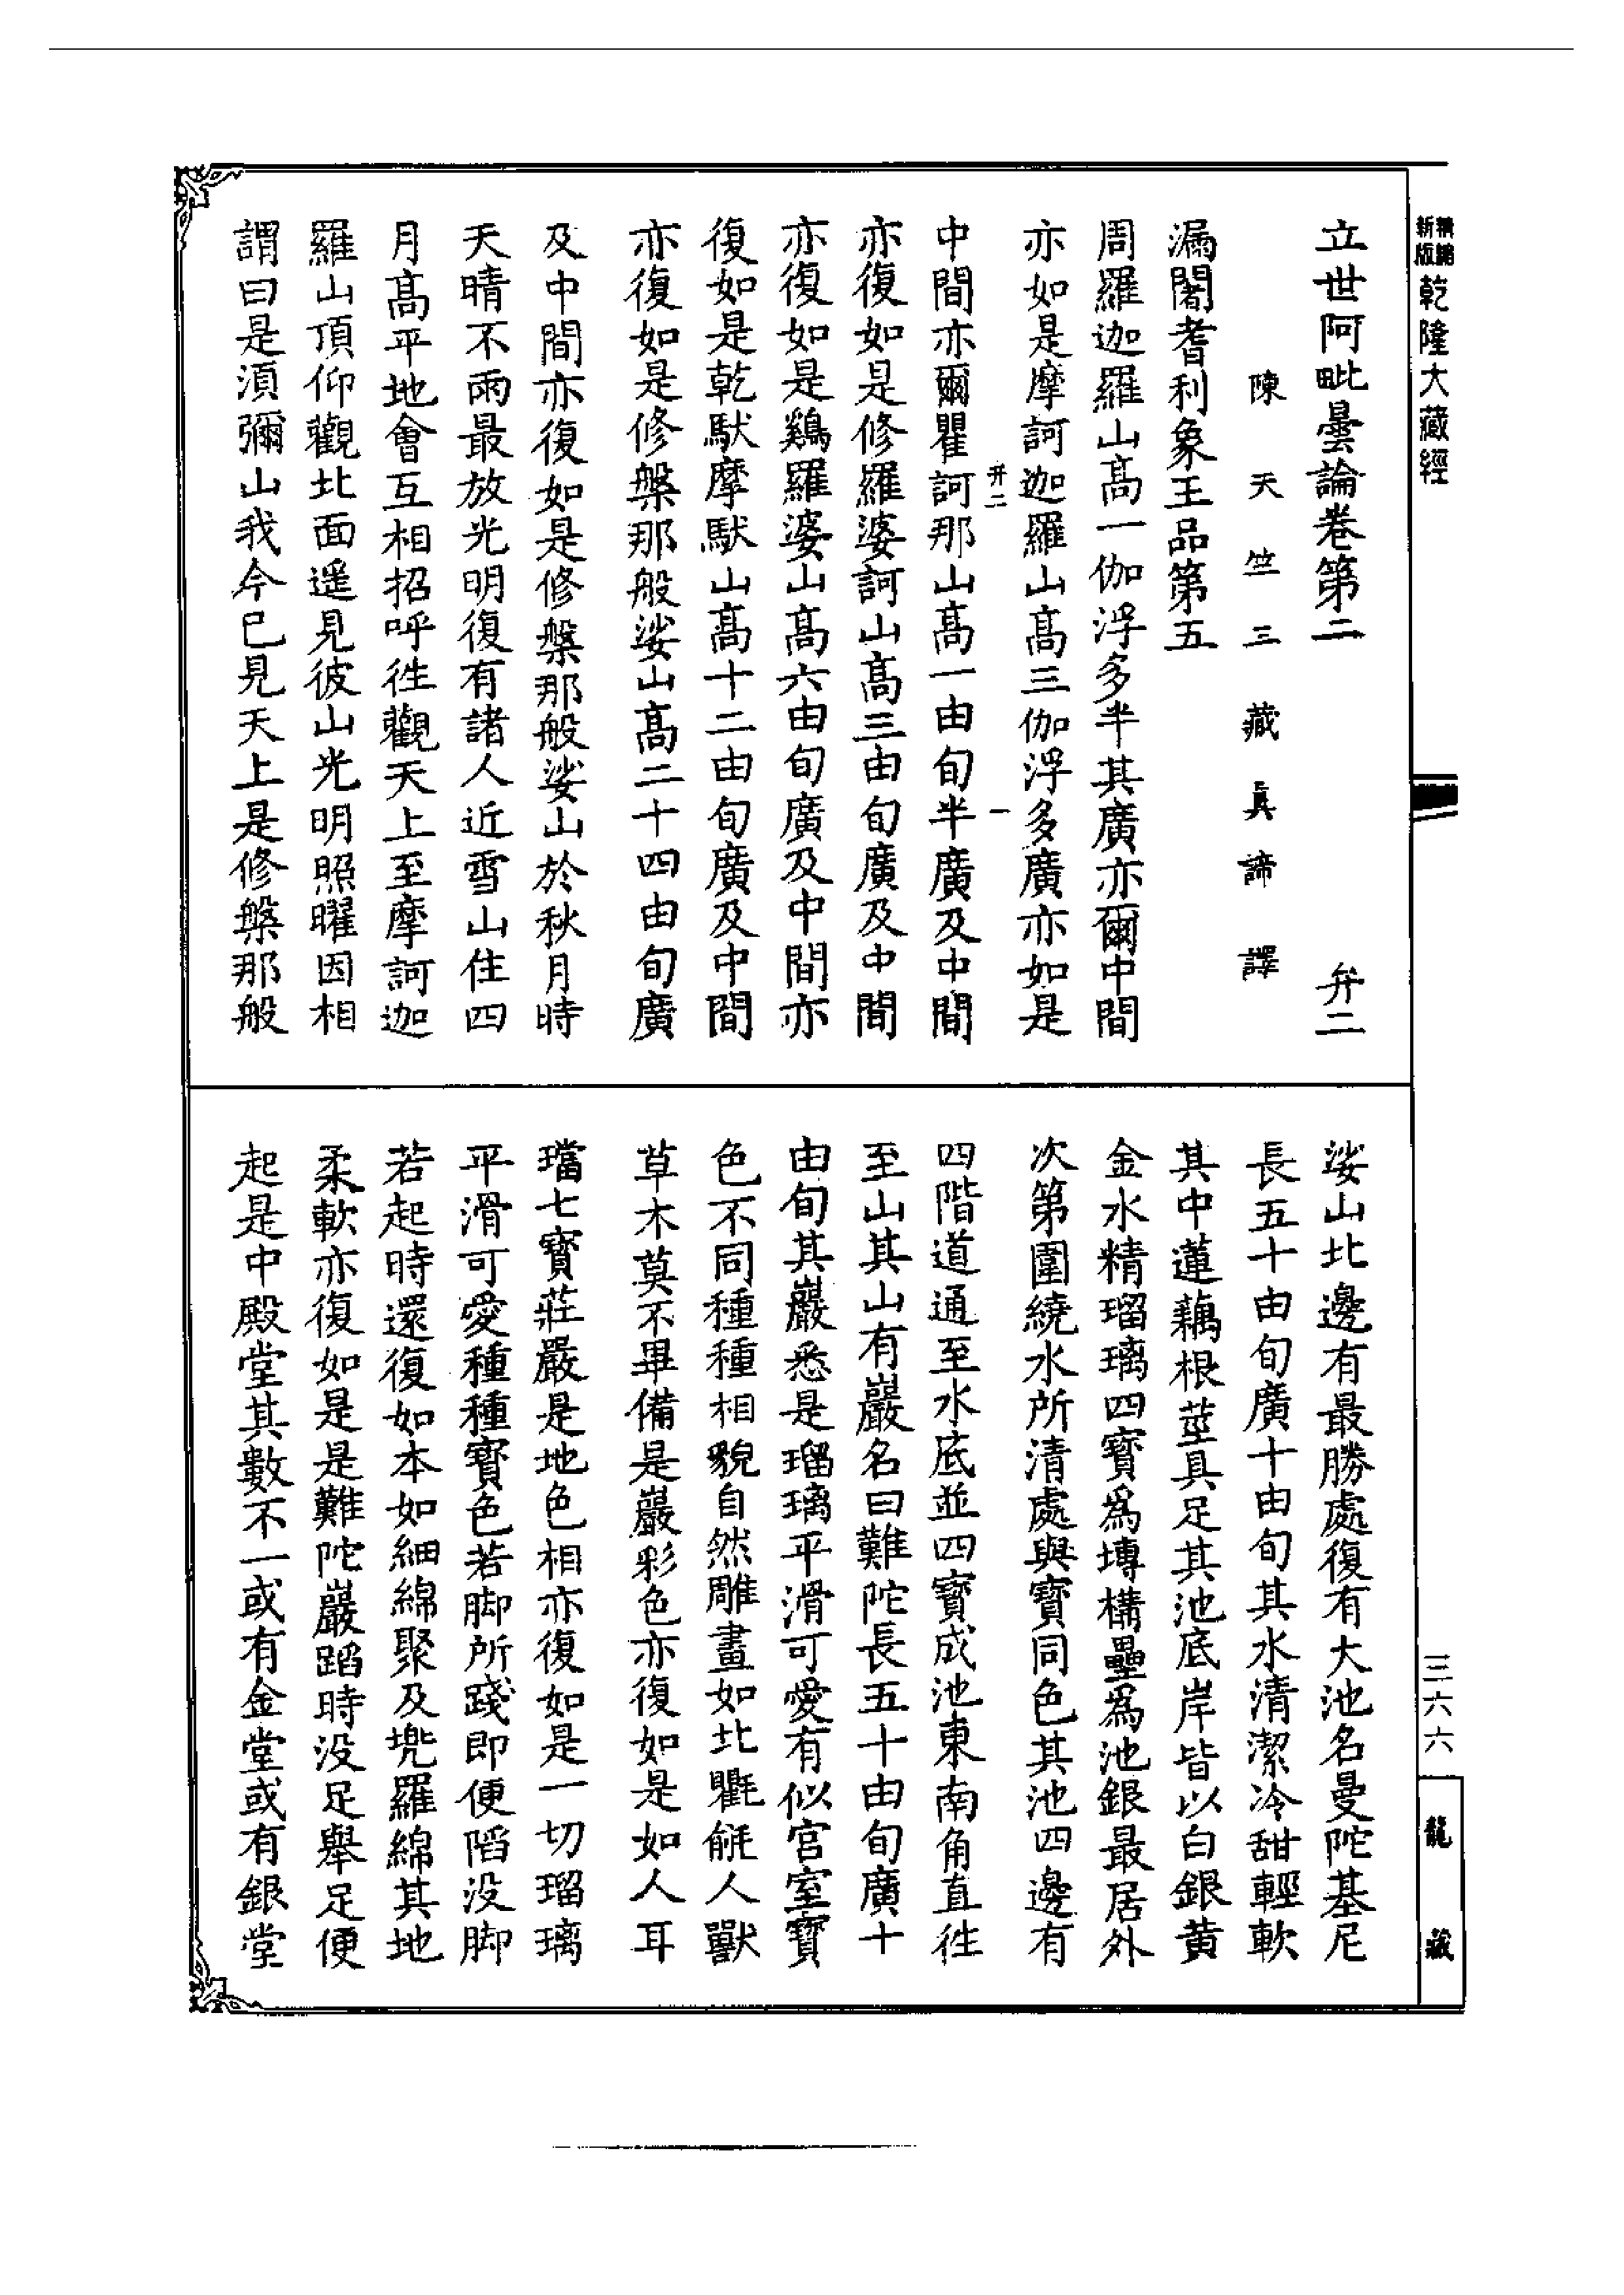 新版精縮乾隆大藏經
立世阿毗曇論卷第二 弁二
陳天竺三藏真諦譯
漏闍耆利象王品第五
周羅迦羅山高一伽浮多半其廣亦爾中間
亦如是摩訶迦羅山高三伽浮多廣亦如是
弁二 一
中間亦爾瞿訶那山高一由旬半廣及中間
亦復如是修羅婆訶山高三由旬廣及中間
亦復如是鷄羅婆山高六由旬廣及中間亦
復如是乾馱摩馱山高十二由旬廣及中間
亦復如是修槃那般娑山高二十四由旬廣
及中間亦復如是修槃那般娑山於秋月時
天晴不雨最放光明復有諸人近雪山住四
月高平地會互相招呼徃觀天上至摩訶迦
羅山頂仰觀北面遥見彼山光明照曜因相
謂曰是須彌山我今已見天上是修槃那般
娑山北邊有最勝處復有大池名曼陀基尼
長五十由旬廣十由旬其水清潔冷甜輕軟
其中蓮藕根莖具足其池底岸皆以白銀黄
金水精瑠璃四寶爲塼構壘爲池銀最居外
次第圍繞水所清處與寶同色其池四邊有
四階道通至水底並四寶成池東南角直徃
至山其山有巖名曰難陀長五十由旬廣十
由旬其巖悉是瑠璃平滑可愛有似宫室寶
色不同種種相貌自然雕畫如北氍毹人獸
草木莫不畢備是巖彩色亦復如是如人耳
璫七寶莊嚴是地色相亦復如是一切瑠璃
平滑可愛種種寶色若脚所踐即便陷没脚
若起時還復如本如細綿聚及兠羅綿其地
柔軟亦復如是是難陀巖蹈時没足舉足便
起是中殿堂其數不一或有金堂或有銀堂
三六六
龍藏